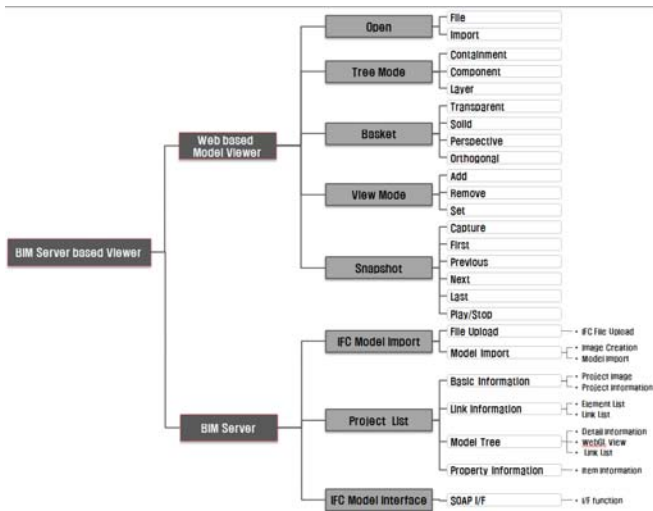 BIM Server based Viewer
Web based
Model Viewer
Open
File
Import
Tree Mode
Containment
Component
Layer
Basket
Transparent
Solid
Perspective
Orthogonal
View Mode
Add
Remove
Set
Snapshot
Capture
First
Previous
Next
Last
Play/Stop
BIM Server
IFC Model Import
File Upload
• IFC File Upload
Model Import
• Image Creation
• Model Import
Project List
Basic Information
• Project Image
• Project Information
Link Information
• Element List
• Link List
Model Tree
• Detail Information
• WebGL View
• Link List
Property Information
• Item Information
IFC Model Interface
SOAP I/F
• I/F function